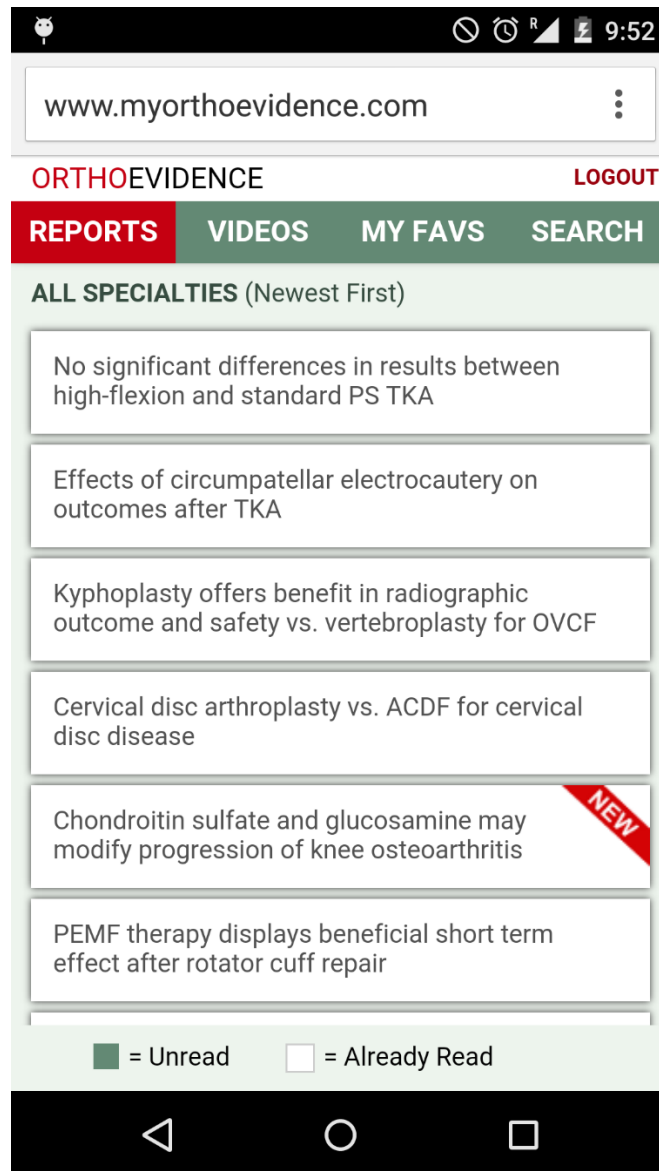 R 9:52
www.myorthoevidence.com
ORTHOEVIDENCE LOGOUT
REPORTS VIDEOS MY FAVS SEARCH
ALL SPECIALTIES (Newest First)
No significant differences in results between
high-flexion and standard PS TKA
Effects of circumpatellar electrocautery on
outcomes after TKA
Kyphoplasty offers benefit in radiographic
outcome and safety vs. vertebroplasty for OVCF
Cervical disc arthroplasty vs. ACDF for cervical
disc disease
NEW
Chondroitin sulfate and glucosamine may
modify progression of knee osteoarthritis
PEMF therapy displays beneficial short term
effect after rotator cuff repair
= Unread = Already Read